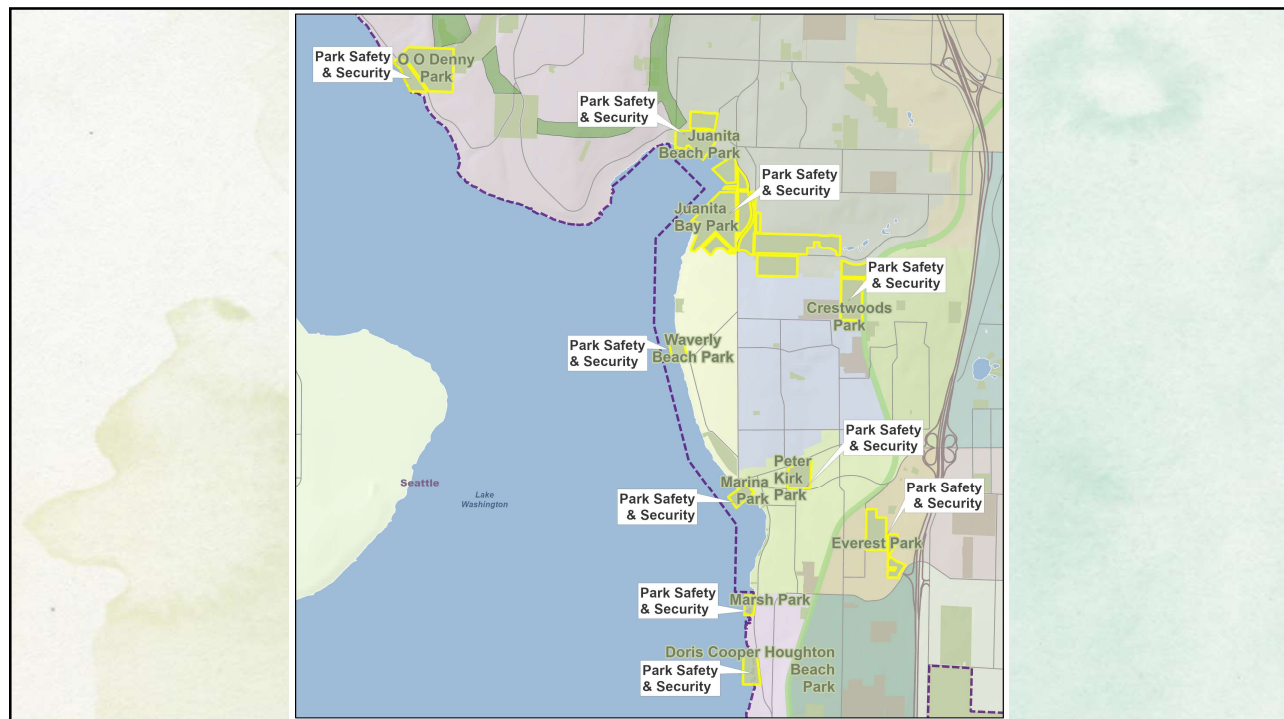 Park Safety
& Security
O O Denny
Park
Park Safety
& Security
Juanita
Beach Park
Park Safety
& Security
Juanita
Bay Park
Park Safety
& Security
Crestwoods
Park
Park Safety
& Security
Waverly
Beach Park
Park Safety
& Security
Peter
Kirk
Park
Marina
Park
Park Safety
& Security
Seattle
Lake
Washington
Park Safety
& Security
Everest Park
Park Safety
& Security
Marsh Park
Doris Cooper Houghton
Beach
Park
Park Safety
& Security